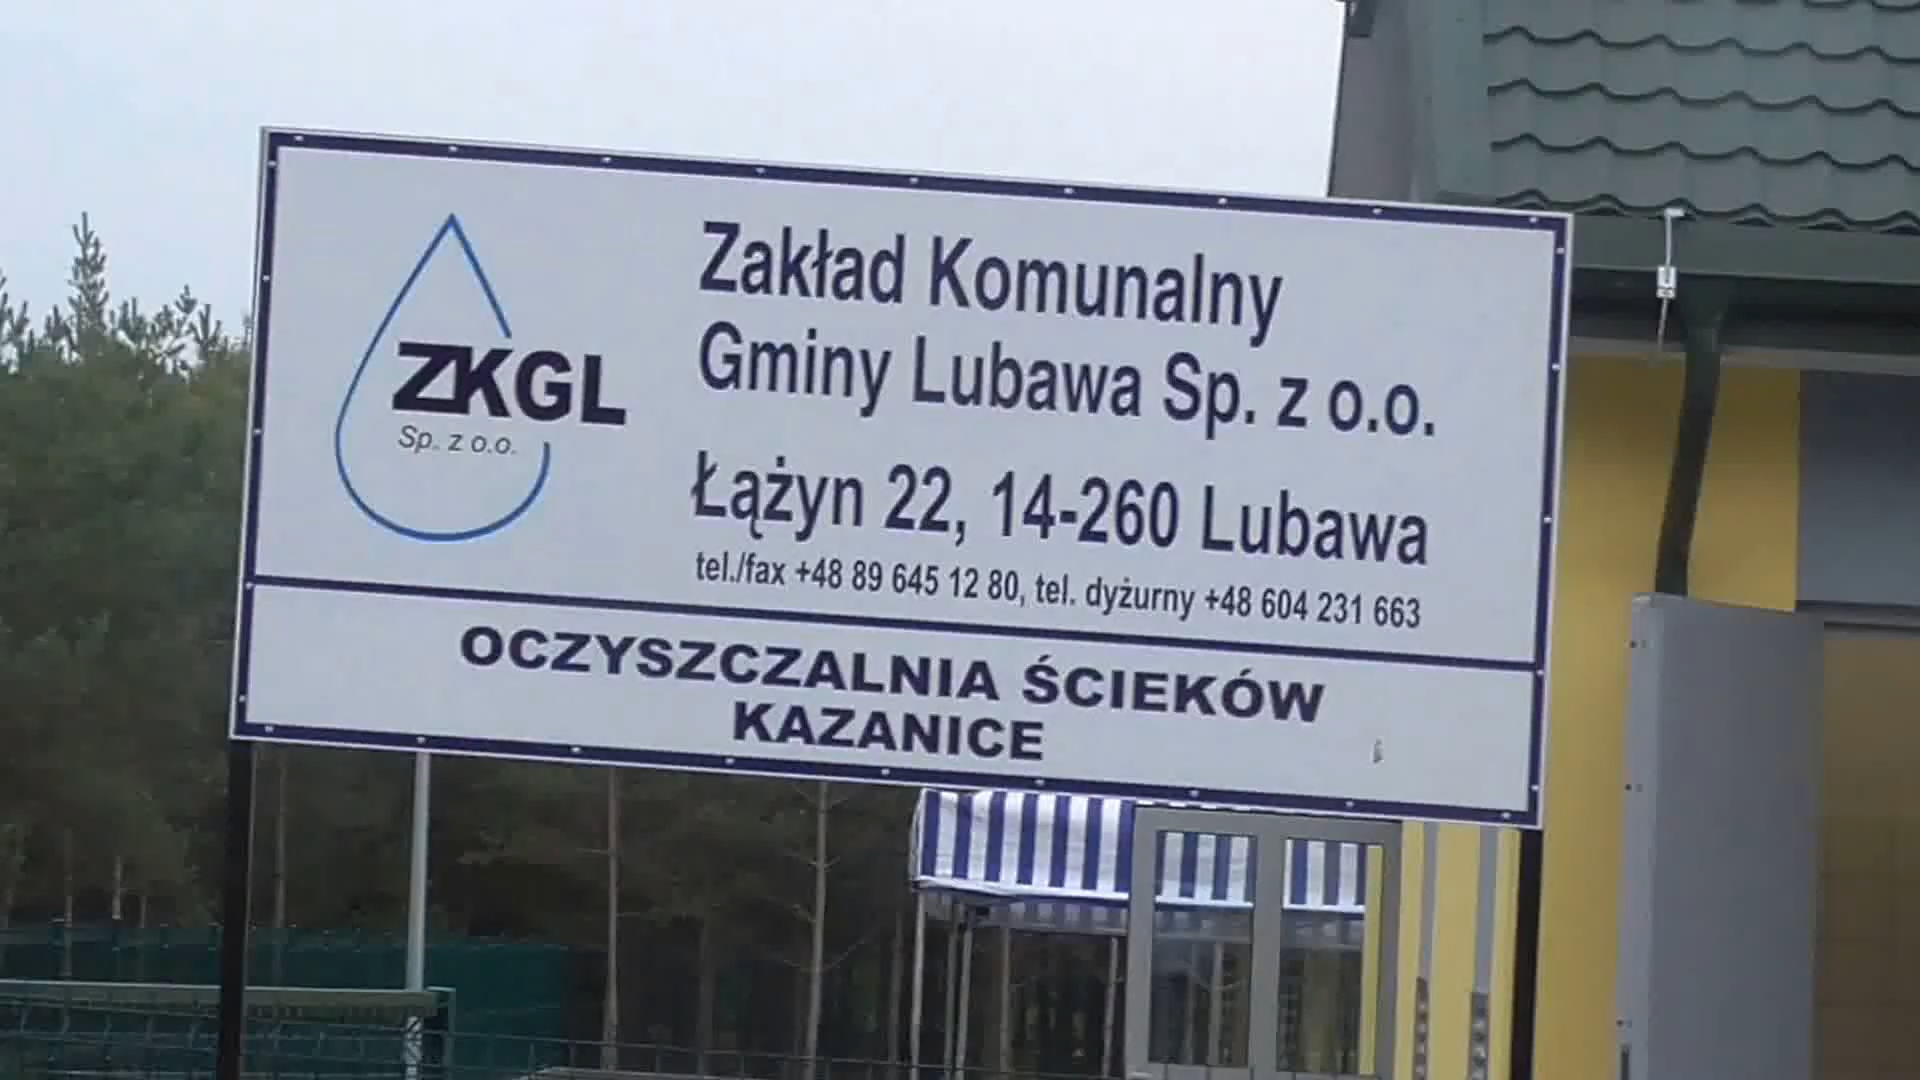 ZKGL
Sp. z o.o.
Zakład Komunalny
Gminy Lubawa Sp. z o.o.
Łążyn 22, 14-260 Lubawa
tel./fax +48 89 645 12 80, tel. dyżurny +48 604 231 663
OCZYSZCZALNIA ŚCIEKÓW
KAZANICE